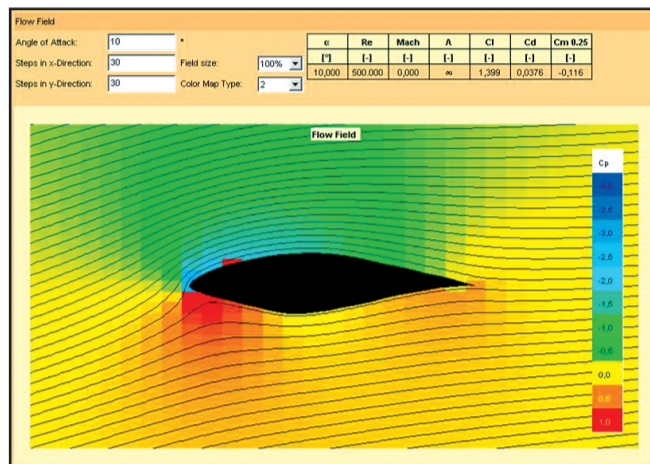 Flow Field
Angle of Attack: 10 °
Steps in x-Direction: 30 Field size: 100%
Steps in y-Direction: 30 Color Map Type: 2
α Re Mach Λ Cl Cd Cm 0.25
[°] [-] [-] [-] [-] [-] [-]
10,000 500.000 0,000 ∞ 1,399 0,0376 -0,116
Flow Field
Cp
-4,0
-3,5
-3,0
-2,5
-2,0
-1,5
-1,0
-0,5
0,0
0,5
1,0